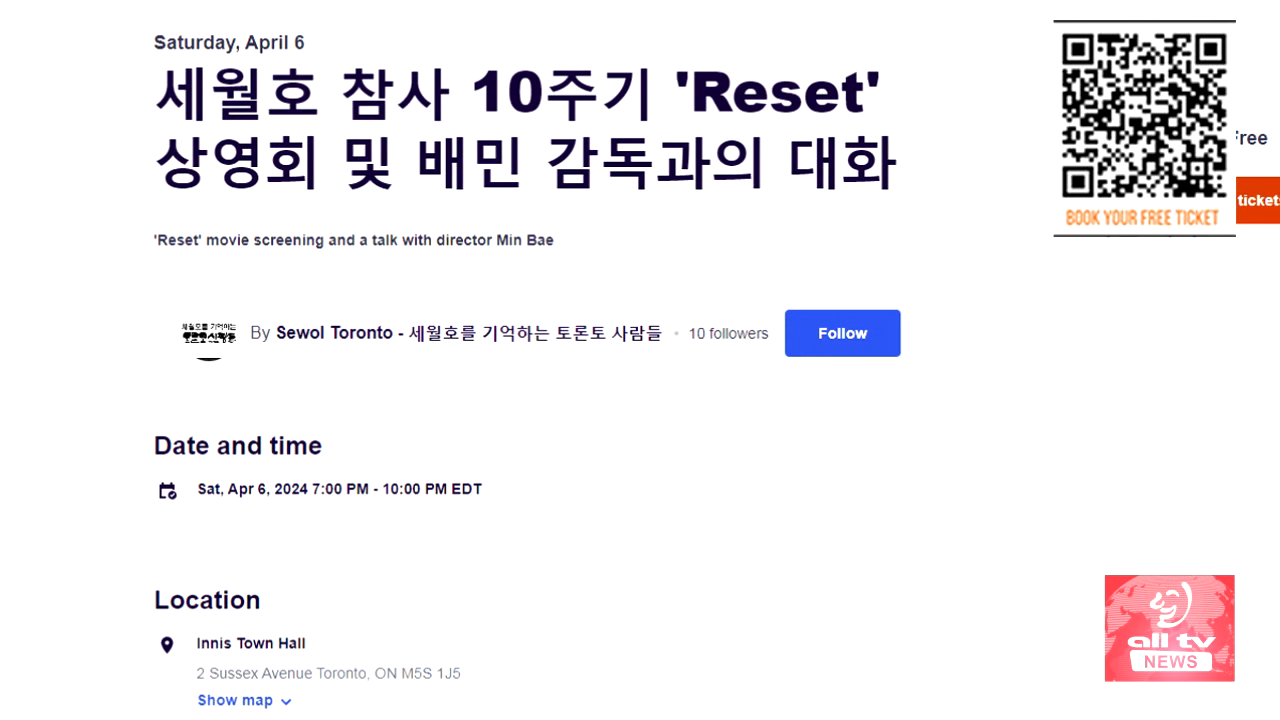 Saturday, April 6
세월호 참사 10주기 'Reset'
상영회 및 배민 감독과의 대화
BOOK YOUR FREE TICKET
Free
'Reset' movie screening and a talk with director Min Bae
By Sewol Toronto - 세월호를 기억하는 토론토 사람들 • 10 followers
Follow
Date and time
Sat, Apr 6, 2024 7:00 PM - 10:00 PM EDT
Location
Innis Town Hall
2 Sussex Avenue Toronto, ON M5S 1J5
Show map
all tv
NEWS